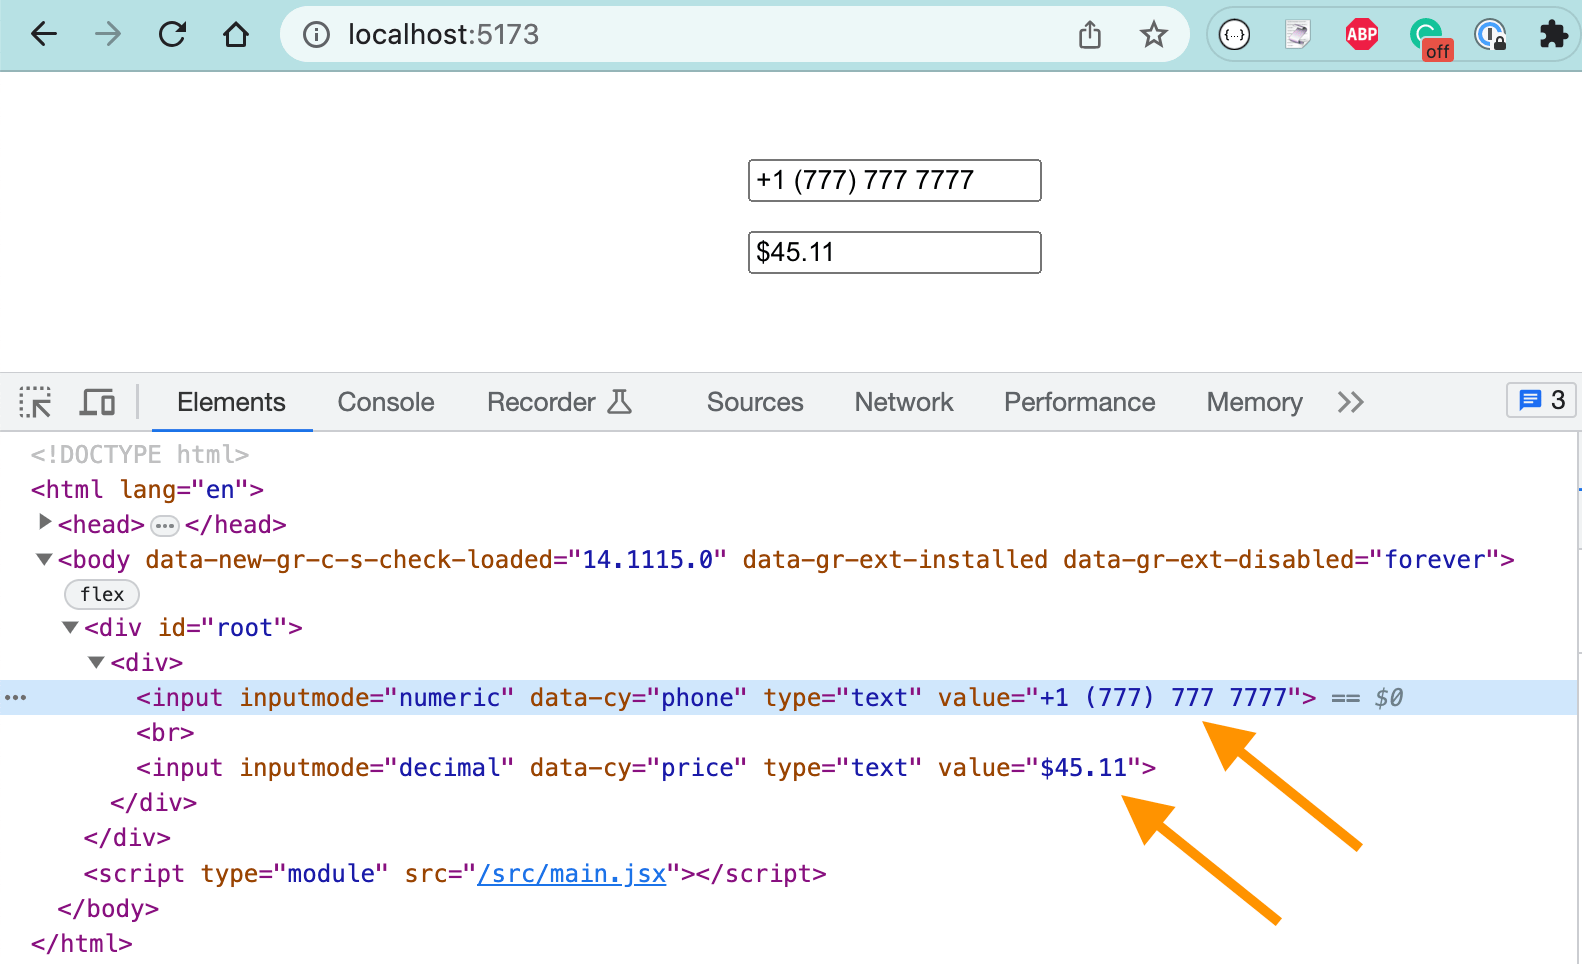 localhost:5173
{...}
ABP
off
+1 (777) 777 7777
$45.11
Elements Console Recorder Sources Network Performance Memory 3
<!DOCTYPE html>
<html lang="en">
<head> ... </head>
<body data-new-gr-c-s-check-loaded="14.1115.0" data-gr-ext-installed data-gr-ext-disabled="forever">
flex
<div id="root">
<div>
... <input inputmode="numeric" data-cy="phone" type="text" value="+1 (777) 777 7777"> == $0
<br>
<input inputmode="decimal" data-cy="price" type="text" value="$45.11">
</div>
</div>
<script type="module" src="/src/main.jsx"></script>
</body>
</html>